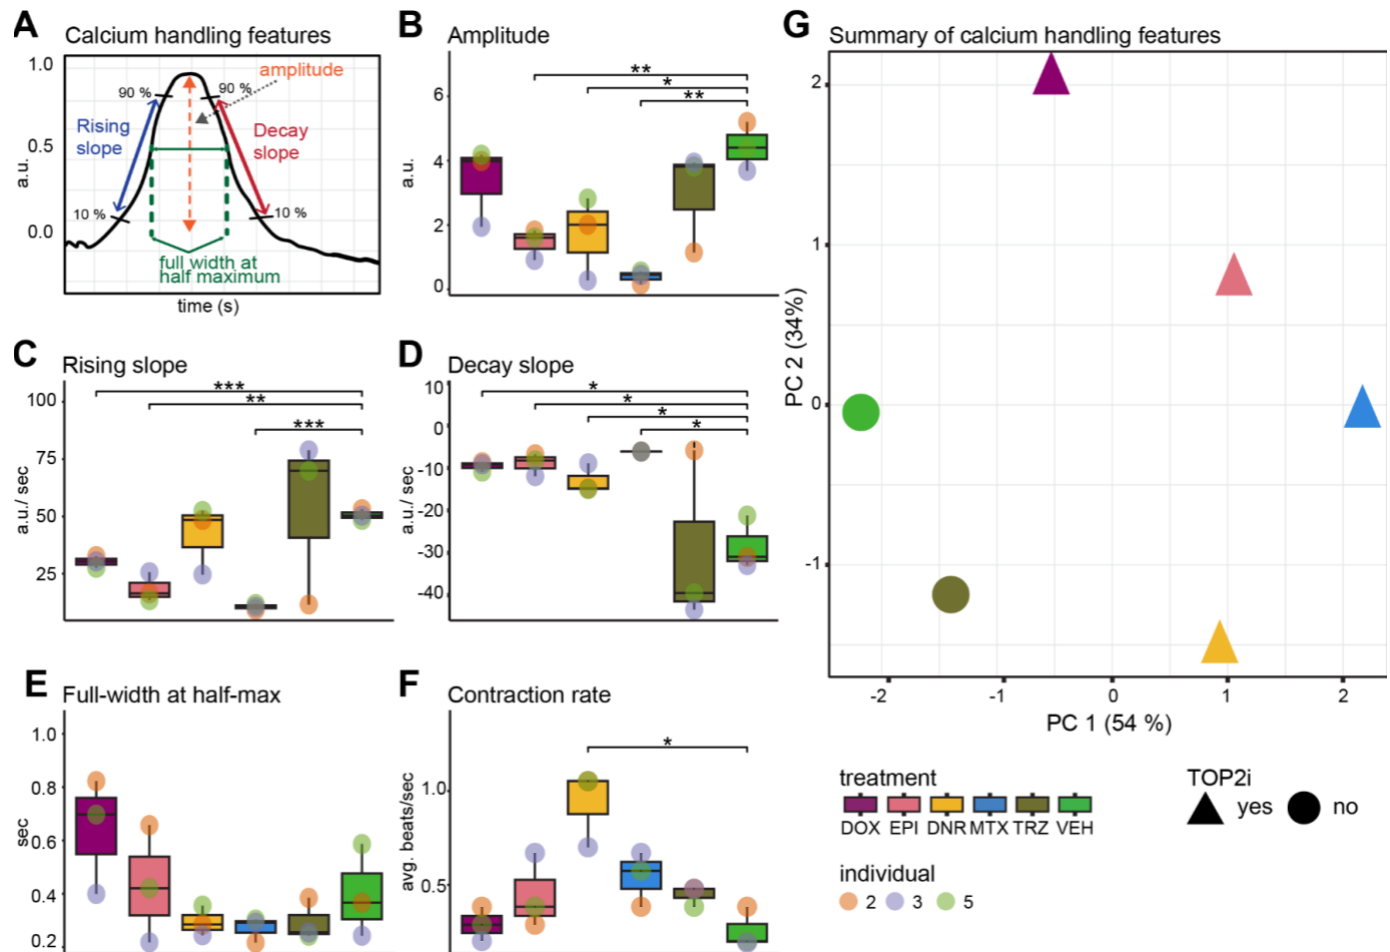 A Calcium handling features
1.0
0.5
0.0
a.u.
90 %
90 %
amplitude
Rising
slope
Decay
slope
10 %
10 %
full width at
half maximum
time (s)
B Amplitude
6
4
2
0
a.u.
**
*
**
C Rising slope
100
75
50
25
a.u./ sec
***
**
***
D Decay slope
10
0
-10
-20
-30
-40
a.u./ sec
*
*
*
*
E Full-width at half-max
1.0
0.8
0.6
0.4
0.2
sec
F Contraction rate
1.0
0.5
avg. beats/sec
*
G Summary of calcium handling features
2
1
0
-1
PC 2 (34%)
-2 -1 0 1 2
PC 1 (54 %)
treatment
DOX EPI DNR MTX TRZ VEH
individual
2 3 5
TOP2i
yes no